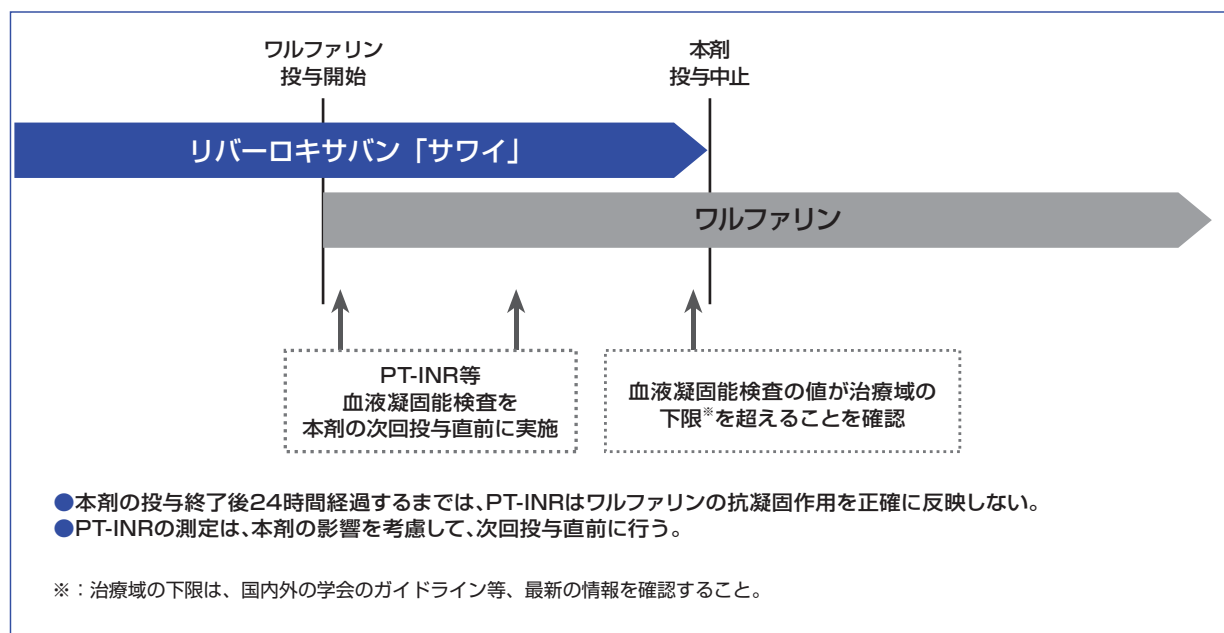 ワルファリン
投与開始
本剤
投与中止
リバーロキサバン「サワイ」
ワルファリン
PT-INR等
血液凝固能検査を
本剤の次回投与直前に実施
血液凝固能検査の値が治療域の
下限※を超えることを確認
●本剤の投与終了後24時間経過するまでは、PT-INRはワルファリンの抗凝固作用を正確に反映しない。
●PT-INRの測定は、本剤の影響を考慮して、次回投与直前に行う。
※：治療域の下限は、国内外の学会のガイドライン等、最新の情報を確認すること。